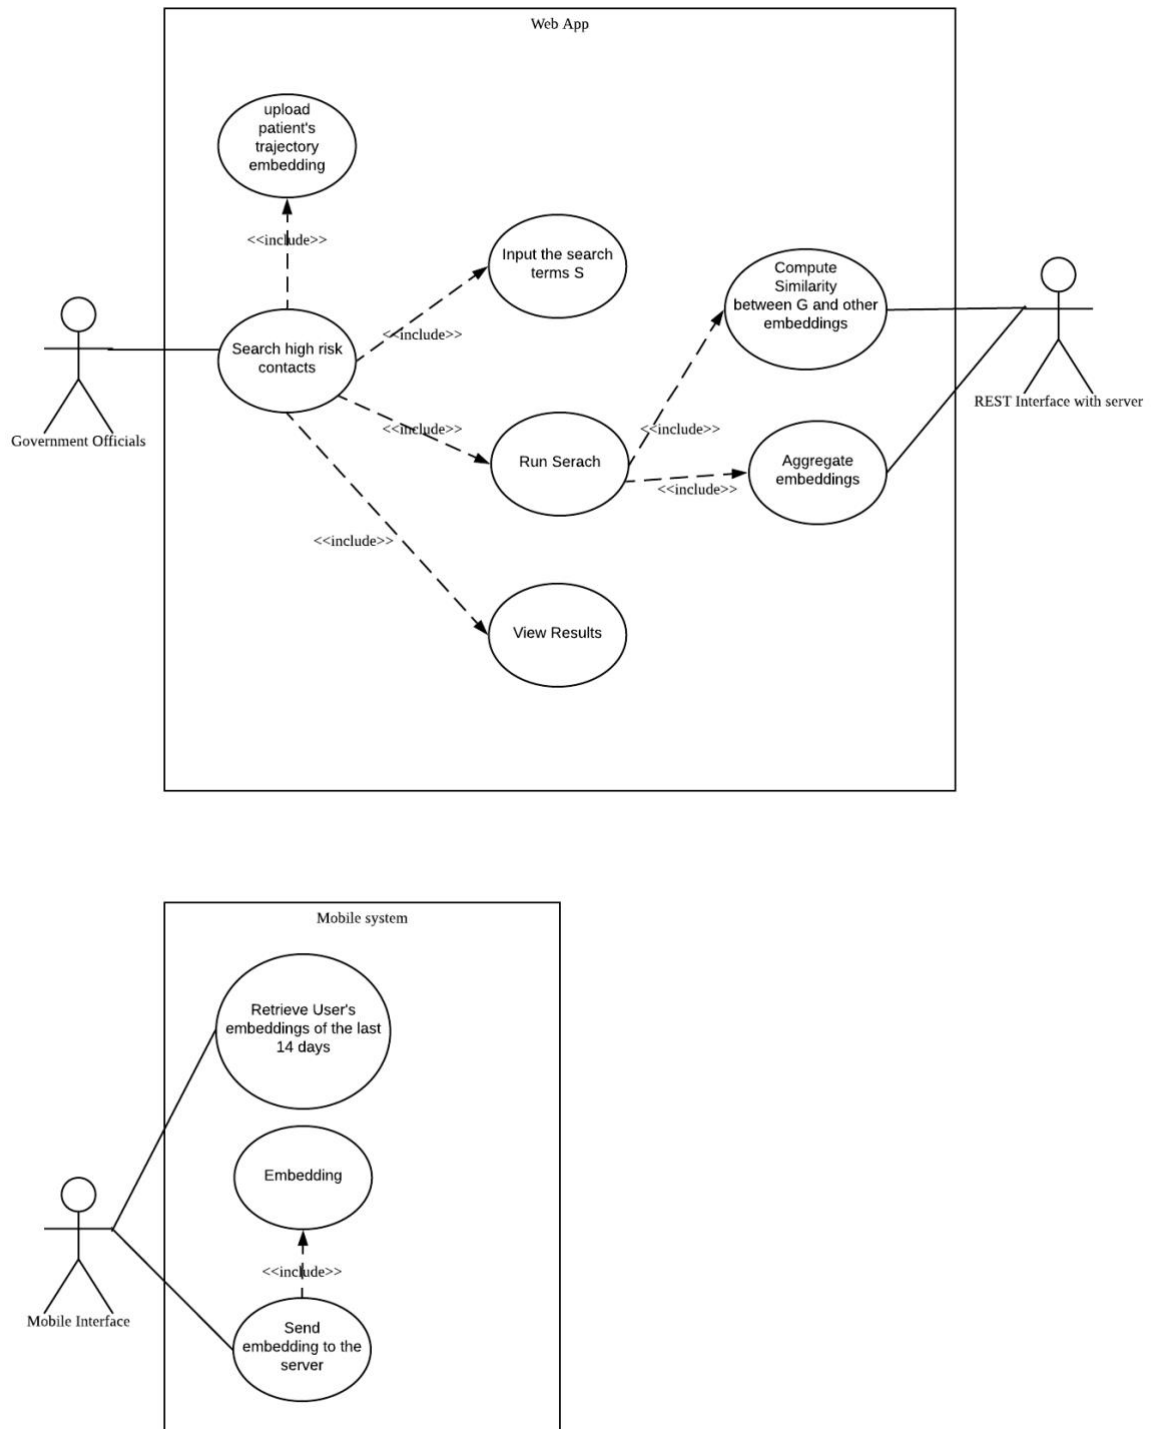 Web App
upload
patient's
trajectory
embedding
<<include>>
Input the search
terms S
Compute
Similarity
between G and other
embeddings
<<include>>
Search high risk
contacts
Government Officials
REST Interface with server
<<include>>
<<include>>
Run Serach
Aggregate
embeddings
<<include>>
<<include>>
View Results
Mobile system
Retrieve User's
embeddings of the last
14 days
Embedding
<<include>>
Mobile Interface
Send
embedding to the
server